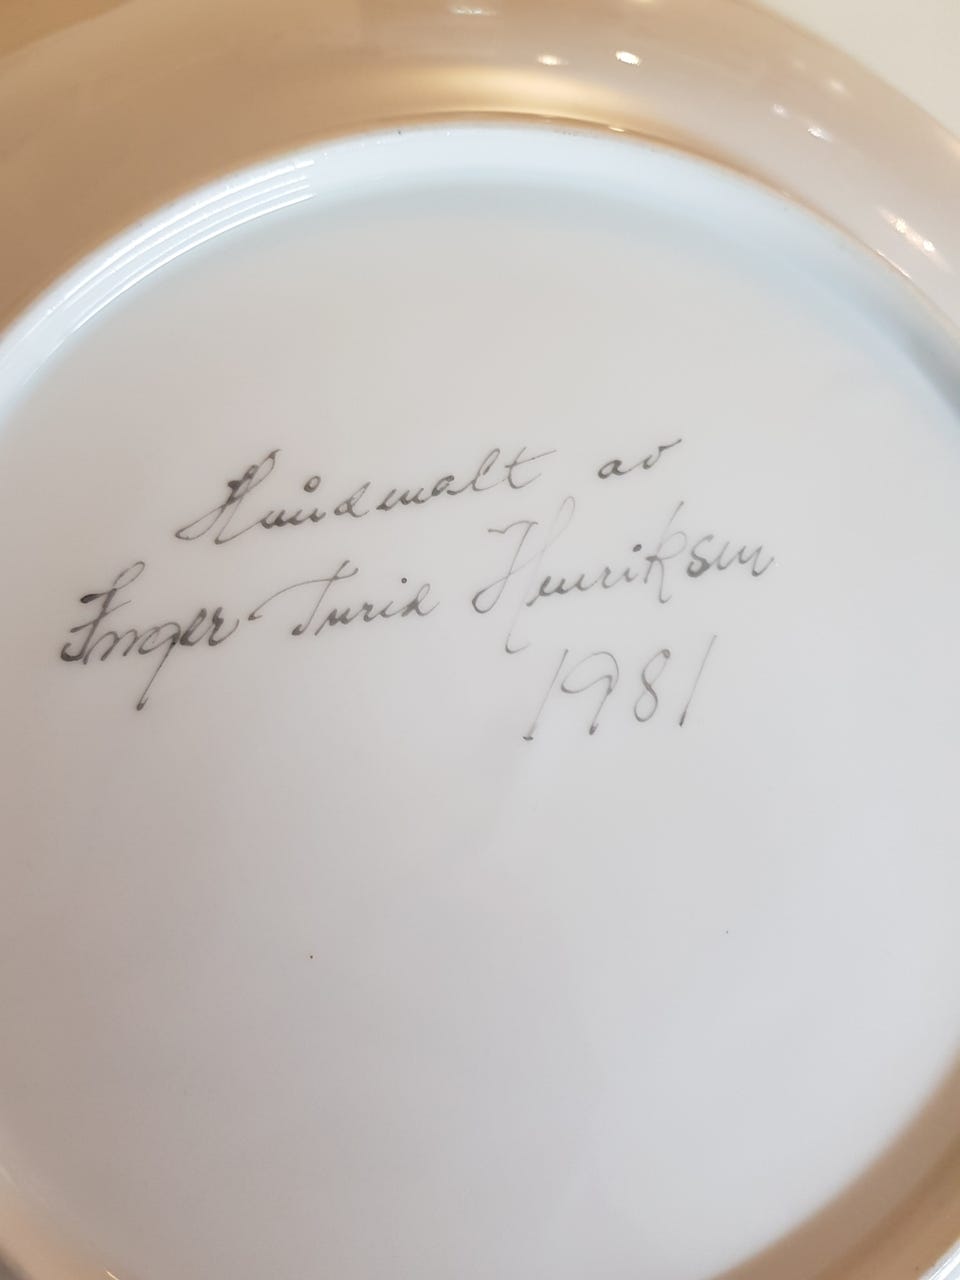 Håndmalt av
Inger-Turid Henriksen
1981